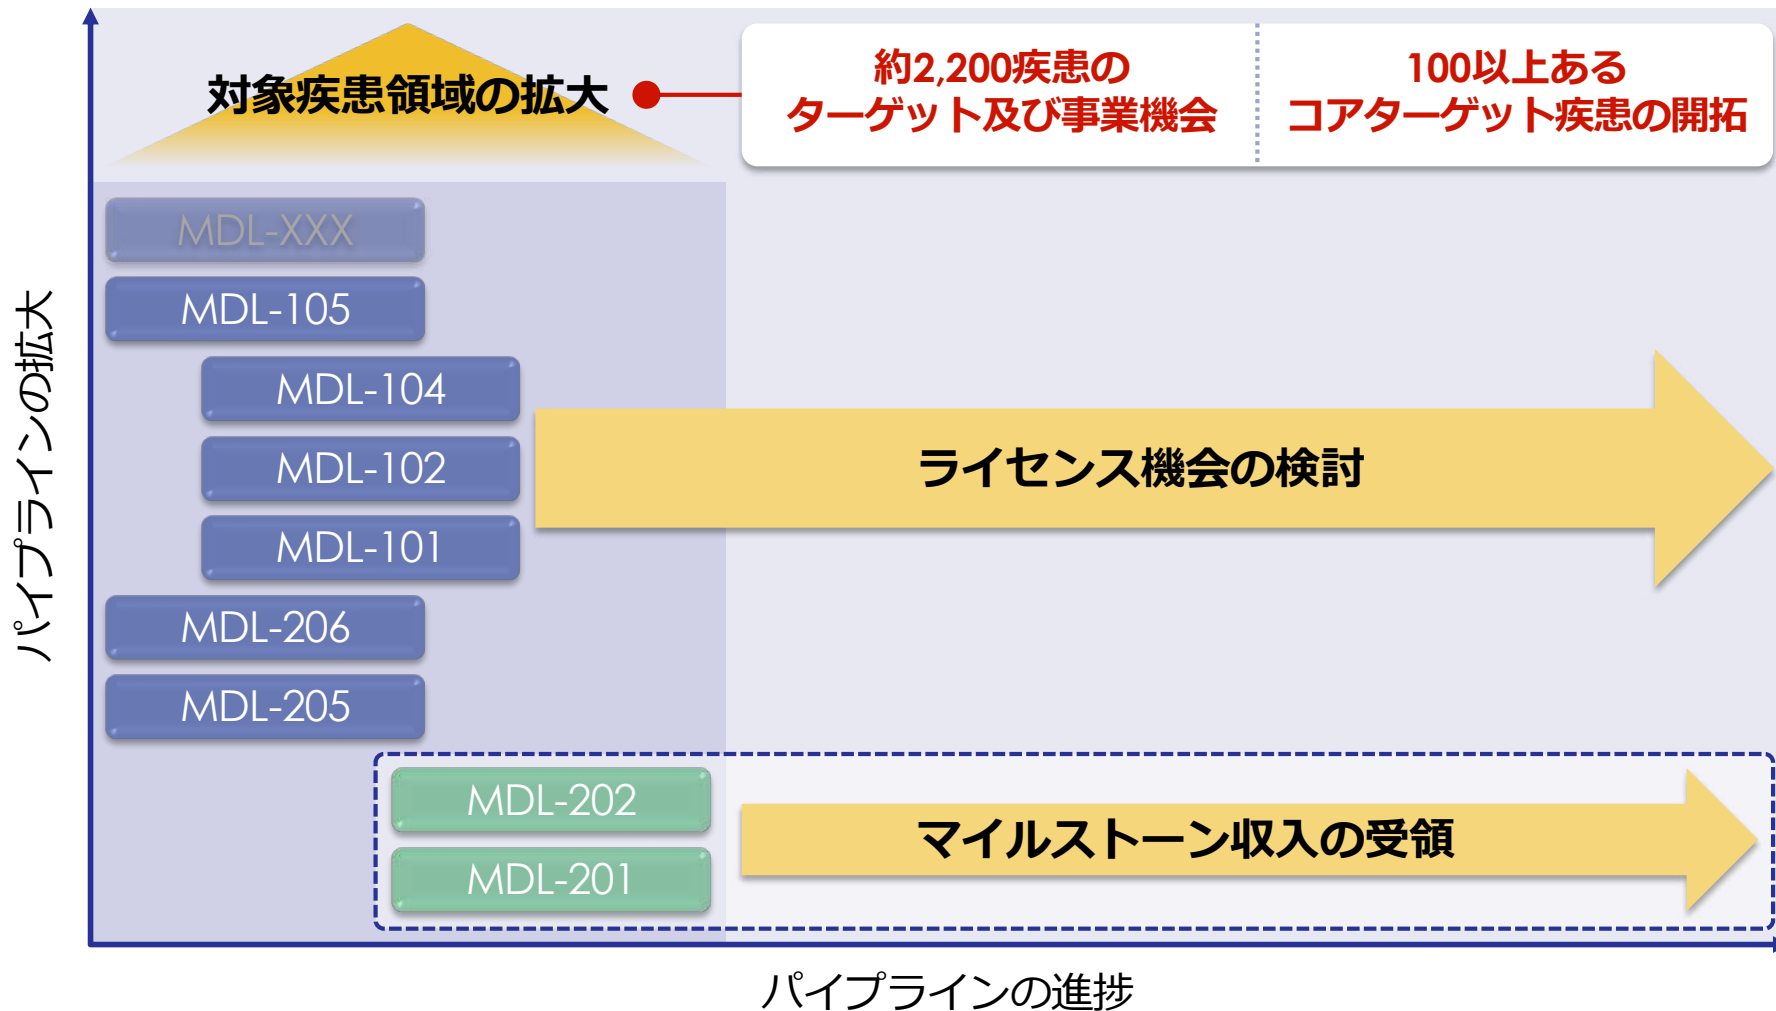 対象疾患領域の拡大
約2,200疾患の
ターゲット及び事業機会
100以上ある
コアターゲット疾患の開拓
パイプラインの拡大
MDL-XXX
MDL-105
MDL-104
MDL-102
MDL-101
MDL-206
MDL-205
ライセンス機会の検討
MDL-202
MDL-201
マイルストーン収入の受領
パイプラインの進捗